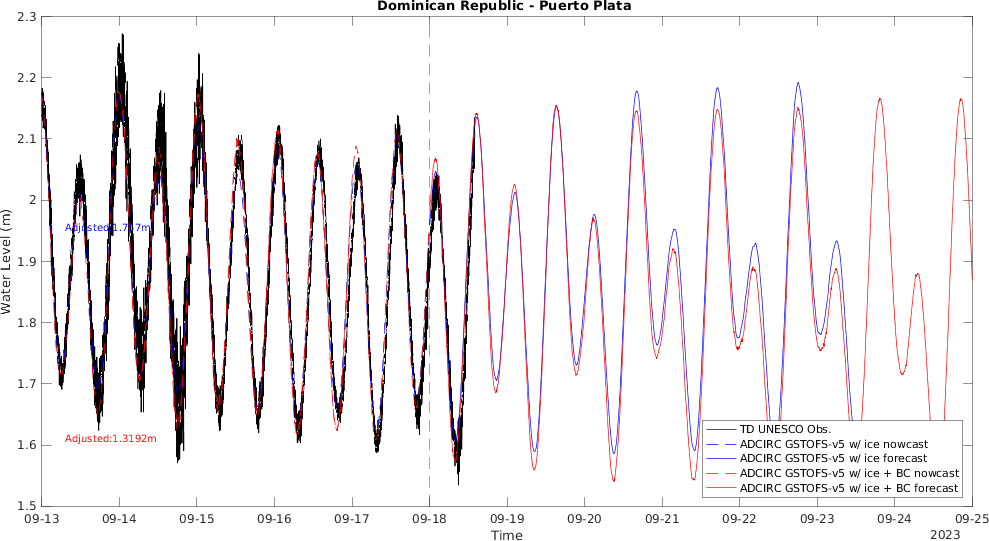 Dominican Republic - Puerto Plata
Water Level (m)
2.3
2.2
2.1
2
1.9
1.8
1.7
1.6
1.5
Adjusted:1.7 7m
Adjusted:1.3192m
TD UNESCO Obs.
ADCIRC GSTOFS-v5 w/ ice nowcast
ADCIRC GSTOFS-v5 w/ ice forecast
ADCIRC GSTOFS-v5 w/ ice + BC nowcast
ADCIRC GSTOFS-v5 w/ ice + BC forecast
09-13 09-14 09-15 09-16 09-17 09-18 09-19 09-20 09-21 09-22 09-23 09-24 09-25
Time
2023